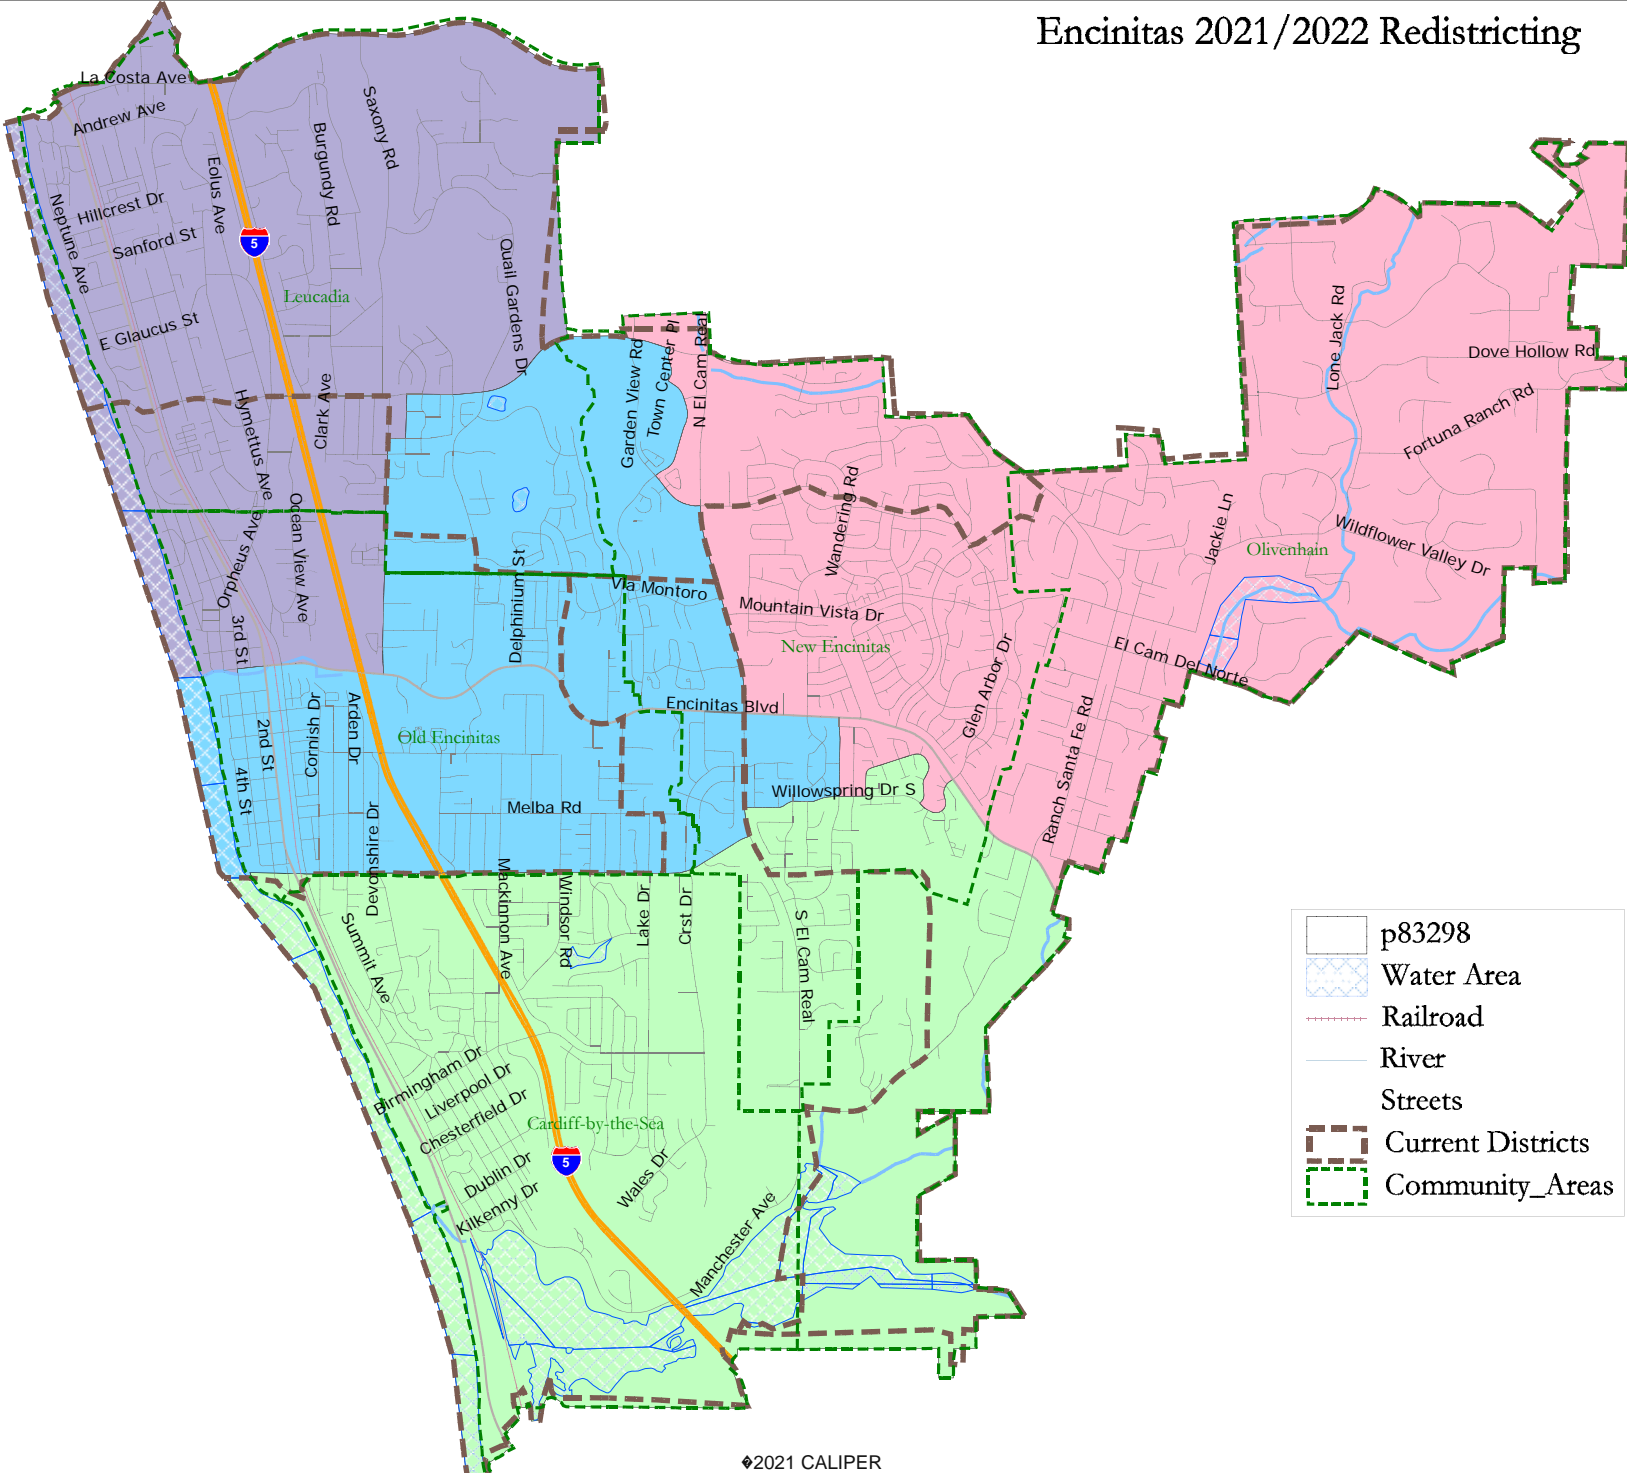 Encinitas 2021/2022 Redistricting
La Costa Ave
Andrew Ave
Saxony Rd
Burgundy Rd
Eolus Ave
Hillcrest Dr
Neptune Ave
Sanford St
5
Quail Gardens Dr
Leucadia
E Glaucus St
Garden View Rd
Town Center Pl
N El Cam Real
Lone Jack Rd
Dove Hollow Rd
Fortuna Ranch Rd
Hymettus Ave
Clark Ave
Wandering Rd
Jackie Ln
Wildflower Valley Dr
Olivenhain
Orpheus Ave
Ocean View Ave
Delphinium St
Via Montoro
Mountain Vista Dr
New Encinitas
3rd St
Glen Arbor Dr
El Cam Del Norte
Encinitas Blvd
Ranch Santa Fe Rd
2nd St
Cornish Dr
Arden Dr
Old Encinitas
4th St
Melba Rd
Willowspring Dr S
Devonshire Dr
Mackinnon Ave
Windsor Rd
Lake Dr
Crst Dr
S El Cam Real
Summit Ave
p83298
Water Area
Railroad
River
Streets
Current Districts
Community_Areas
Birmingham Dr
Liverpool Dr
Chesterfield Dr
Cardiff-by-the-Sea
5
Dublin Dr
Kilkenny Dr
Wales Dr
Manchester Ave
�2021 CALIPER